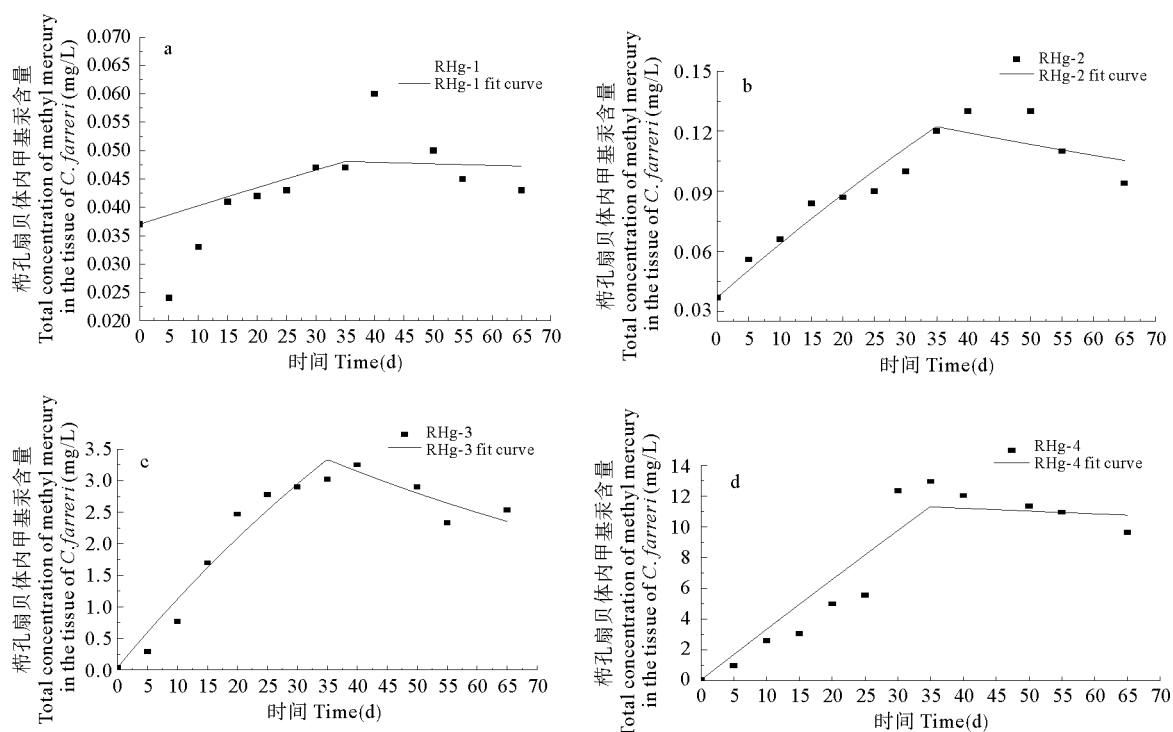 a
RHg-1
RHg-1 fit curve
0.070
0.065
0.060
0.055
0.050
0.045
0.040
0.035
0.030
0.025
0.020
0 5 10 15 20 25 30 35 40 45 50 55 60 65 70
时间 Time(d)
栉孔扇贝体内甲基汞含量
Total concentration of methyl mercury
in the tissue of C. farreri (mg/L)
b
RHg-2
RHg-2 fit curve
0.15
0.12
0.09
0.06
0.03
0 5 10 15 20 25 30 35 40 45 50 55 60 65 70
时间 Time(d)
栉孔扇贝体内甲基汞含量
Total concentration of methyl mercury
in the tissue of C. farreri (mg/L)
c
RHg-3
RHg-3 fit curve
3.5
3.0
2.5
2.0
1.5
1.0
0.5
0.0
0 5 10 15 20 25 30 35 40 45 50 55 60 65 70
时间 Time(d)
栉孔扇贝体内甲基汞含量
Total concentration of methyl mercury
in the tissue of C.farreri (mg/L)
d
RHg-4
RHg-4 fit curve
14
12
10
8
6
4
2
0
0 5 10 15 20 25 30 35 40 45 50 55 60 65 70
时间 Time(d)
栉孔扇贝体内甲基汞含量
Total concentration of methyl mercury
in the tissue of C. farreri (mg/L)